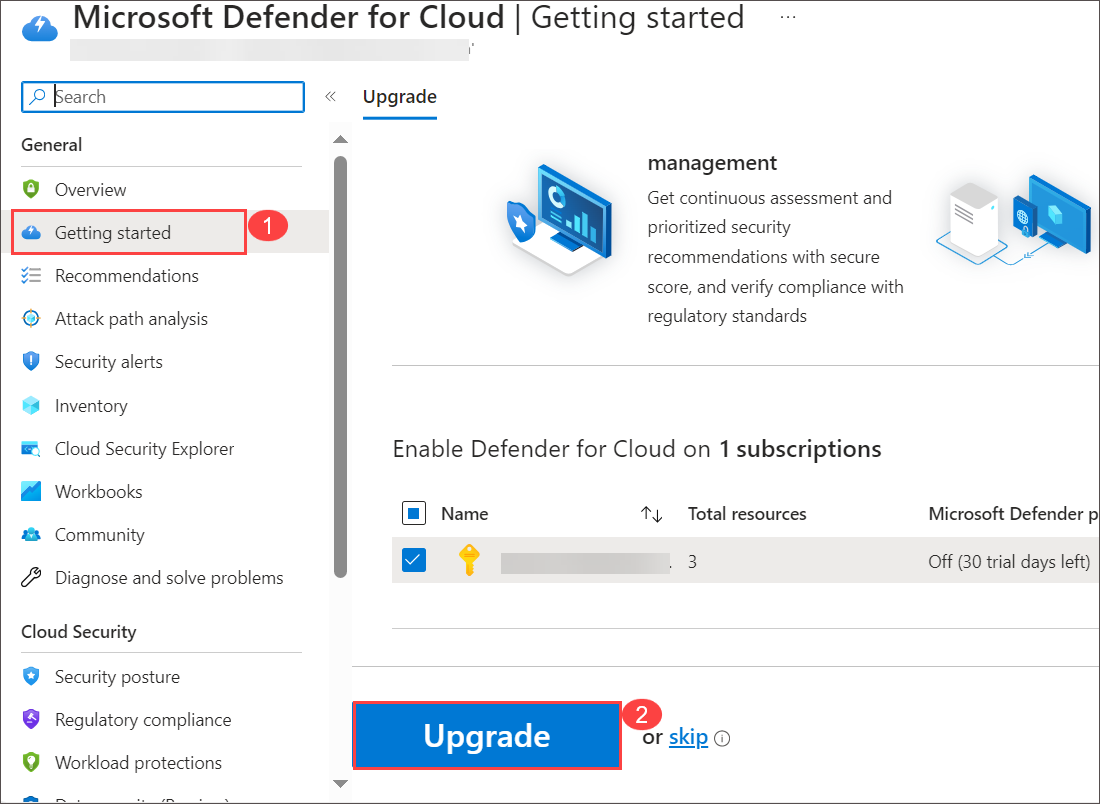 Microsoft Defender for Cloud | Getting started ...
Search
«
Upgrade
General
Overview
Getting started
1
Recommendations
Attack path analysis
Security alerts
Inventory
Cloud Security Explorer
Workbooks
Community
Diagnose and solve problems
Cloud Security
Security posture
Regulatory compliance
Workload protections
management
Get continuous assessment and
prioritized security
recommendations with secure
score, and verify compliance with
regulatory standards
Enable Defender for Cloud on 1 subscriptions
Name ↑↓ Total resources Microsoft Defender p
3 Off (30 trial days left)
Upgrade
2
or skip